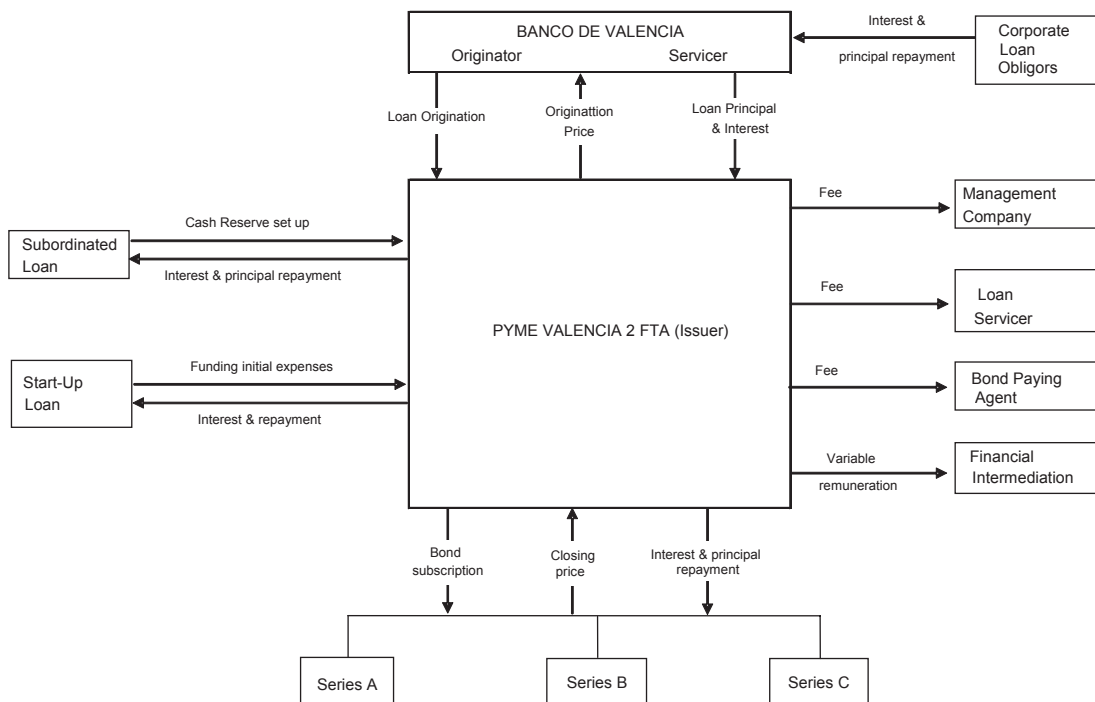 BANCO DE VALENCIA
Originator Servicer
Interest &
principal repayment
Corporate
Loan
Obligors
Loan Origination
Originattion
Price
Loan Principal
& Interest
Subordinated
Loan
Cash Reserve set up
Interest & principal repayment
Start-Up
Loan
Funding initial expenses
Interest & repayment
PYME VALENCIA 2 FTA (Issuer)
Fee
Management
Company
Fee
Loan
Servicer
Fee
Bond Paying
Agent
Variable
remuneration
Financial
Intermediation
Bond
subscription
Closing
price
Interest & principal
repayment
Series A
Series B
Series C